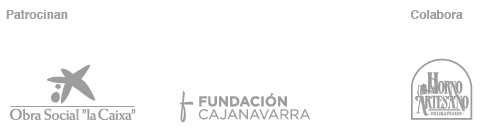 Patrocinan
Colabora
Obra Social "la Caixa"
FUNDACIÓN
CAJANAVARRA
HORNO
ARTESANO